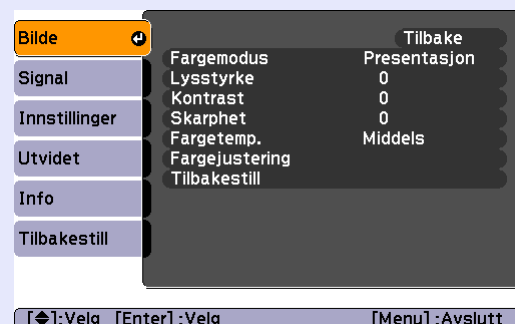 Bilde
Signal
Innstillinger
Utvidet
Info
Tilbakestill
Tilbake
Fargemodus Presentasjon
Lysstyrke 0
Kontrast 0
Skarphet 0
Fargetemp. Middels
Fargejustering
Tilbakestill
[◆]:Velg [Enter]:Velg [Menu]:Avslutt